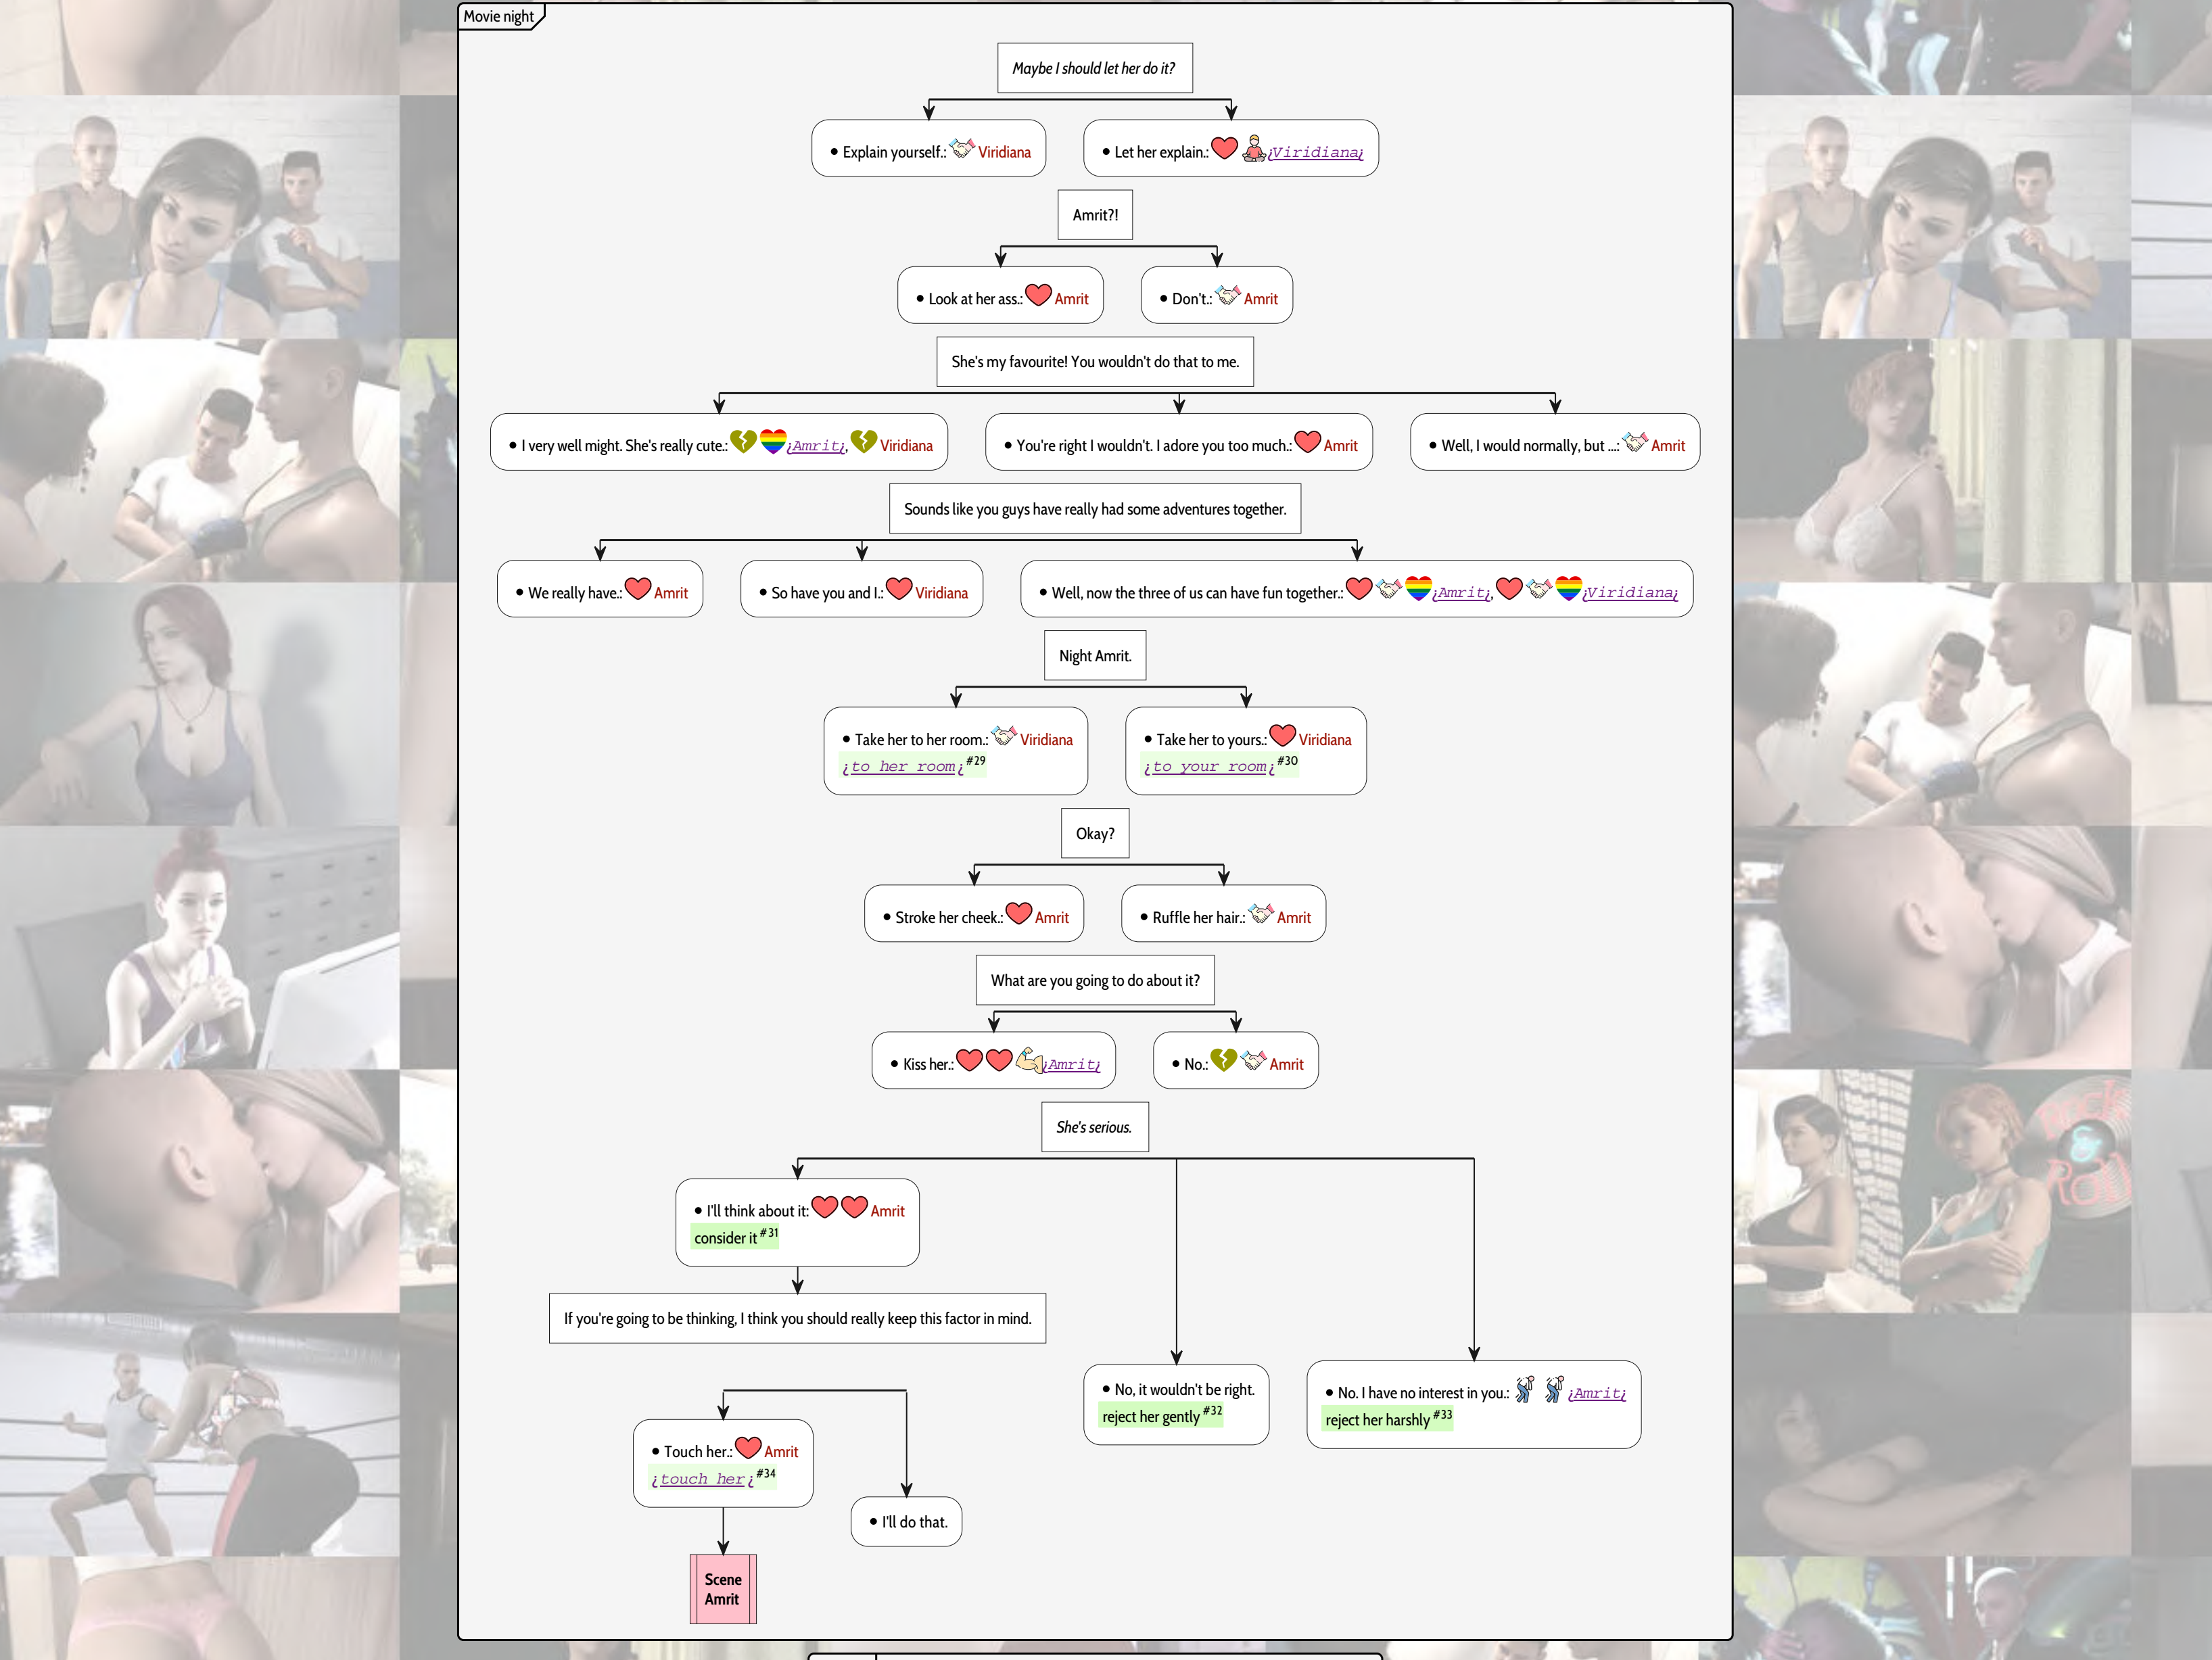 Movie night
Maybe I should let her do it?
• Explain yourself.: Viridiana
• Let her explain.: ¿Viridiana¿
Amrit?!
• Look at her ass.: Amrit
• Don't.: Amrit
She's my favourite! You wouldn't do that to me.
• I very well might. She's really cute.: ¿Amrit¿, Viridiana
• You're right I wouldn't. I adore you too much.: Amrit
• Well, I would normally, but ...: Amrit
Sounds like you guys have really had some adventures together.
• We really have.: Amrit
• So have you and I.: Viridiana
• Well, now the three of us can have fun together.: ¿Amrit¿, ¿Viridiana¿
Night Amrit.
• Take her to her room.: Viridiana
¿to her room¿ #29
• Take her to yours.: Viridiana
¿to your room¿ #30
Okay?
• Stroke her cheek.: Amrit
• Ruffle her hair.: Amrit
What are you going to do about it?
• Kiss her.: ¿Amrit¿
• No.: Amrit
She's serious.
• I'll think about it: Amrit
consider it #31
If you're going to be thinking, I think you should really keep this factor in mind.
• No, it wouldn't be right.
reject her gently #32
• No. I have no interest in you.: ¿Amrit¿
reject her harshly #33
• Touch her.: Amrit
¿touch her¿ #34
• I'll do that.
Scene
Amrit
Rock
&
Roll